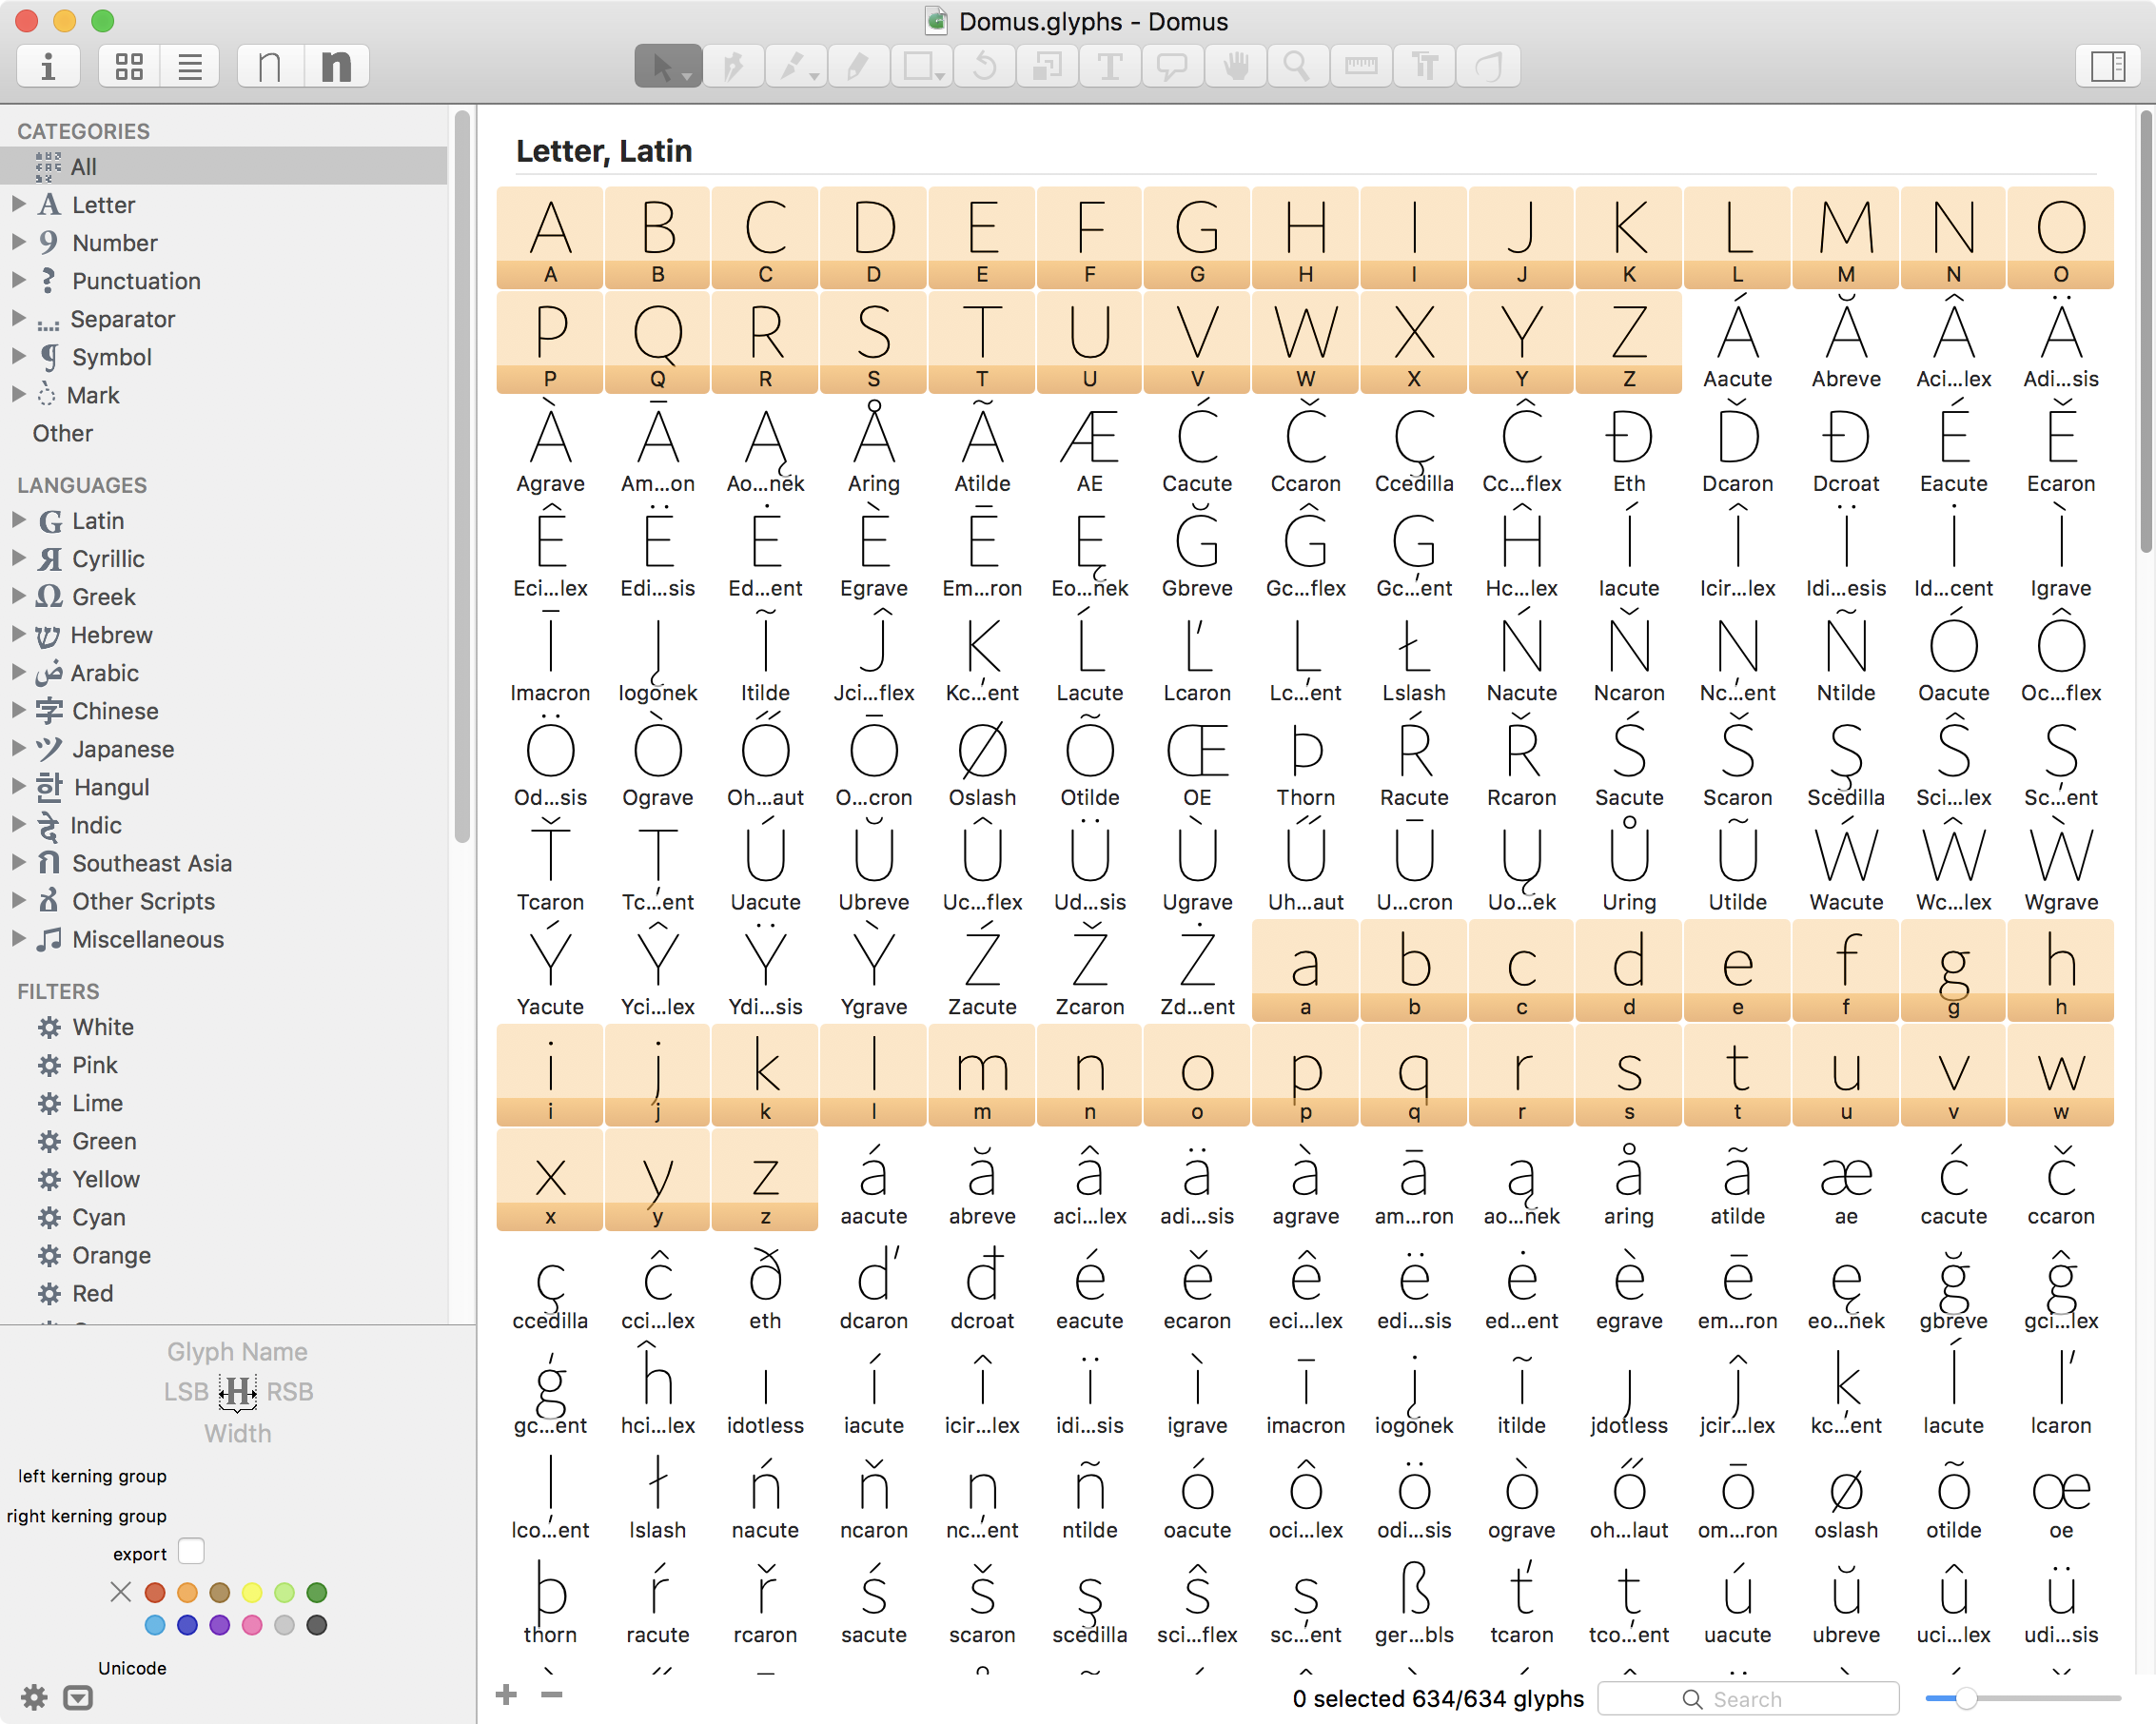 Domus.glyphs - Domus
CATEGORIES
All
Letter
Number
Punctuation
Separator
Symbol
Mark
Other
LANGUAGES
Latin
Cyrillic
Greek
Hebrew
Arabic
Chinese
Japanese
Hangul
Indic
Southeast Asia
Other Scripts
Miscellaneous
FILTERS
White
Pink
Lime
Green
Yellow
Cyan
Orange
Red
Glyph Name
LSB H RSB
Width
left kerning group
right kerning group
export
Unicode
Letter, Latin
A B C D E F G H I J K L M N O
A B C D E F G H I J K L M N O
P Q R S T U V W X Y Z Á Ă Â Ä
P Q R S T U V W X Y Z Aacute Abreve Aci...lex Adi...sis
À Ā Ą Å Ã Æ Ć Č Ç Ĉ Đ Ď Đ É Ě
Agrave Am...on Ao...nek Aring Atilde AE Cacute Ccaron Ccedilla Cc...flex Eth Dcaron Dcroat Eacute Ecaron
Ê Ë Ė È Ē Ę Ğ Ĝ Ģ Ĥ Í Î Ï İ Ì
Eci...lex Edi...sis Ed...ent Egrave Em...ron Eo...nek Gbreve Gc...flex Gc...ent Hc...lex Iacute Icir...lex Idi...esis Id...cent Igrave
Ī Į Ĩ Ĵ Ķ Ĺ Ľ Ļ Ł Ń Ň Ņ Ñ Ó Ô
Imacron Iogonek Itilde Jci...flex Kc...ent Lacute Lcaron Lc...ent Lslash Nacute Ncaron Nc...ent Ntilde Oacute Oc...flex
Ö Ò Ő Ō Ø Õ Œ Þ Ŕ Ř Ś Š Ş Ŝ Ș
Od...sis Ograve Oh...aut O...cron Oslash Otilde OE Thorn Racute Rcaron Sacute Scaron Scedilla Sci...lex Sc...ent
Ť Ț Ú Ŭ Û Ü Ù Ű Ū Ų Ů Ũ Ẃ Ŵ Ẁ
Tcaron Tc...ent Uacute Ubreve Uc...flex Ud...sis Ugrave Uh...aut U...cron Uo...ek Uring Utilde Wacute Wc...lex Wgrave
Ý Ŷ Ÿ Ỳ Ź Ž Ż a b c d e f g h
Yacute Yci...lex Ydi...sis Ygrave Zacute Zcaron Zd...ent a b c d e f g h
i j k l m n o p q r s t u v w
i j k l m n o p q r s t u v w
x y z á ă â ä à ā ą å ã æ ć č
x y z aacute abreve aci...lex adi...sis agrave am...ron ao...nek aring atilde ae cacute ccaron
ç ĉ ð ď đ é ě ê ë ė è ē ę ğ ĝ
ccedilla cci...lex eth dcaron dcroat eacute ecaron eci...lex edi...sis ed...ent egrave em...ron eo...nek gbreve gci...lex
ģ ĥ ı í î ï ì ī į ĩ ȷ ĵ ķ ĺ ľ
gc...ent hci...lex idotless iacute icir...lex idi...sis igrave imacron iogonek itilde jdotless jcir...lex kc...ent lacute lcaron
ļ ł ń ň ņ ñ ó ô ö ò ő ō ø õ œ
lco...ent lslash nacute ncaron nc...ent ntilde oacute oci...lex odi...sis ograve oh...laut om...ron oslash otilde oe
þ ŕ ř ś š ş ŝ ș ß ť ț ú ŭ û ü
thorn racute rcaron sacute scaron scedilla sci...flex sc...ent ger...bls tcaron tco...ent uacute ubreve uci...lex udi...sis
0 selected 634/634 glyphs
Search